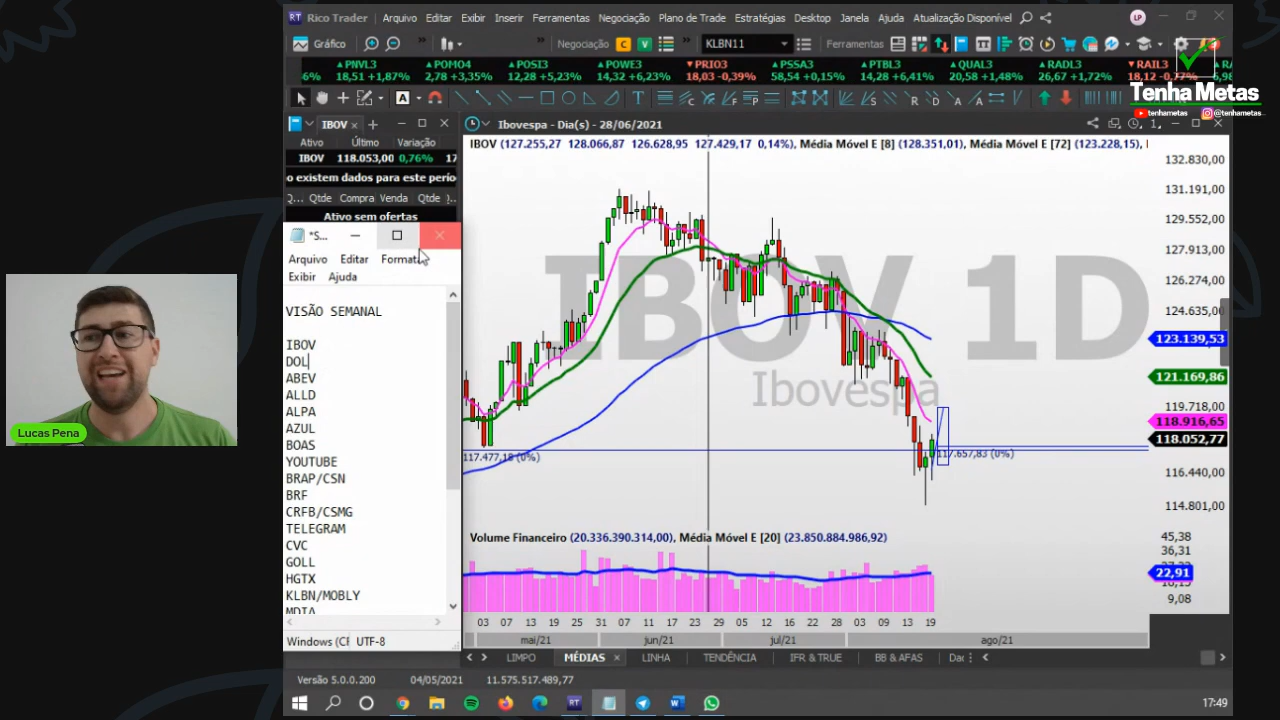 Rico Trader Arquivo Editar Exibir Inserir Ferramentas Negociação Plano de Trade Estratégias Desktop Janela Ajuda Atualização Disponível LP
Gráfico Negociação C V KLBN11 Ferramentas
PNVL3 POMO4 POSI3 POWE3 PRIO3 PSSA3 PTBL3 QUAL3 RADL3 RAIL3
6% 18,51 +1,87% 2,78 +3,35% 12,28 +5,23% 14,32 +6,23% 18,03 -0,39% 58,54 +0,15% 14,28 +6,41% 20,58 +1,48% 26,67 +1,72% 18,12 -0,77%
Tenha Metas
tenhametas @tenhametas
IBOV
Ibovespa - Dia(s) - 28/06/2021
Ativo Último Variação
IBOV 118.053,00 0,76% 17
o existem dados para este perío
Q... Qtde Compra Venda Qtde
Ativo sem ofertas
*S...
Arquivo Editar Format
Exibir Ajuda
VISÃO SEMANAL
IBOV
DOL
ABEV
ALLD
ALPA
AZUL
BOAS
YOUTUBE
BRAP/CSN
BRF
CRFB/CSMG
TELEGRAM
CVC
GOLL
HGTX
KLBN/MOBLY
MDIA
Windows (CR UTF-8
IBOV (127.255,27 128.066,87 126.628,95 127.429,17 0,14%), Média Móvel E [8] (128.351,01) Média Móvel E [72] (123.228,15),
IBOV 1D
Ibovespa
117.477,18 (0%)
117.657,83 (0%)
132.830,00
131.191,00
129.552,00
127.913,00
126.274,00
124.635,00
123.139,53
121.169,86
119.718,00
118.916,65
118.052,77
116.440,00
114.801,00
Volume Financeiro (20.336.390.314,00), Média Móvel E [20] (23.850.884.986,92)
45,38
36,31
22,91
9,08
03 07 13 19 25 31 07 11 17 23 29 05 12 16 22 28 03 09 13 19
mai/21 jun/21 jul/21 ago/21
LIMPO MÉDIAS LINHA TENDÊNCIA IFR & TRUE BB & AFAS
Versão 5.0.0.200 04/05/2021 11.575.517.489,77
17:49
Lucas Pena